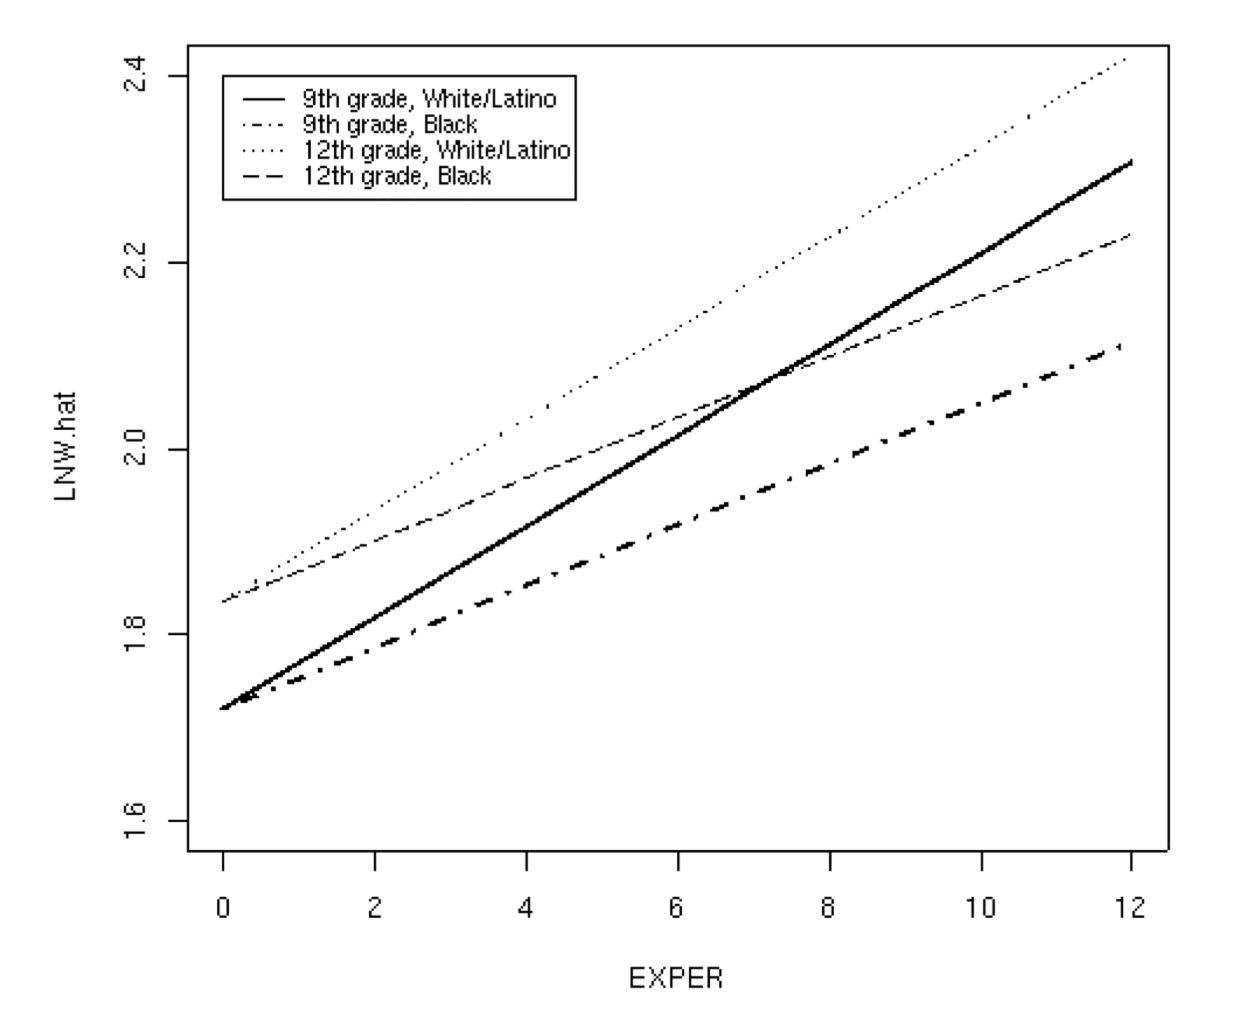 2.4
9th grade, White/Latino
9th grade, Black
12th grade, White/Latino
12th grade, Black
2.2
2.0
LNW.hat
1.8
1.6
0 2 4 6 8 10 12
EXPER